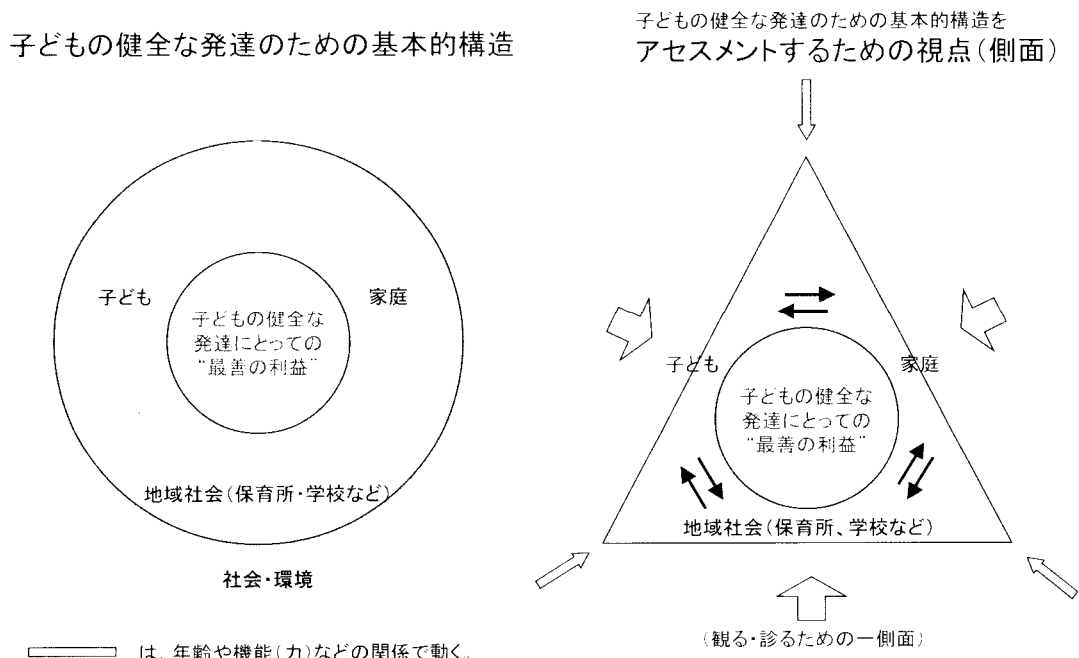 子どもの健全な発達のための基本的構造
子ども
家庭
子どもの健全な
発達にとっての
“最善の利益”
地域社会(保育所・学校など)
社会・環境
は、年齢や機能(力)などの関係で動く。
子どもの健全な発達のための基本的構造を
アセスメントするための視点(側面)
子ども
家庭
子どもの健全な
発達にとっての
“最善の利益”
地域社会(保育所、学校など)
(観る・診るための一側面)